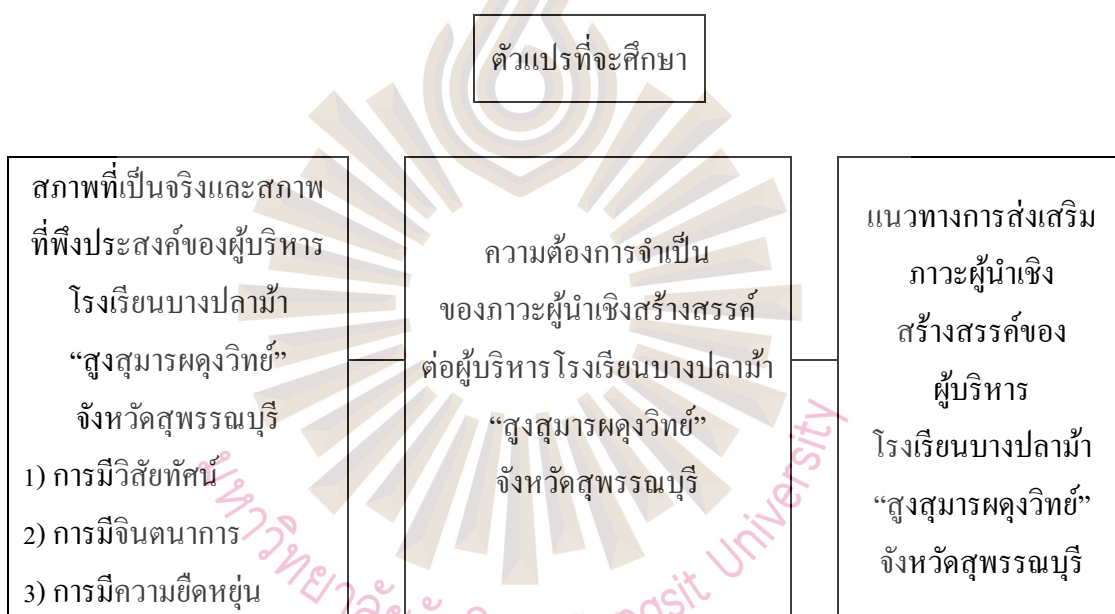 ตัวแปรที่จะศึกษา
สภาพที่เป็นจริงและสภาพ
ที่พึงประสงค์ของผู้บริหาร
โรงเรียนบางปลาม้า
“สูงสุมารผดุงวิทย์”
จังหวัดสุพรรณบุรี
1) การมีวิสัยทัศน์
2) การมีจินตนาการ
3) การมีความยืดหยุ่น
ความต้องการจำเป็น
ของภาวะผู้นำเชิงสร้างสรรค์
ต่อผู้บริหารโรงเรียนบางปลาม้า
“สูงสุมารผดุงวิทย์”
จังหวัดสุพรรณบุรี
แนวทางการส่งเสริม
ภาวะผู้นำเชิง
สร้างสรรค์ของ
ผู้บริหาร
โรงเรียนบางปลาม้า
“สูงสุมารผดุงวิทย์”
จังหวัดสุพรรณบุรี
มหาวิทยาลัยรังสิต Rangsit University